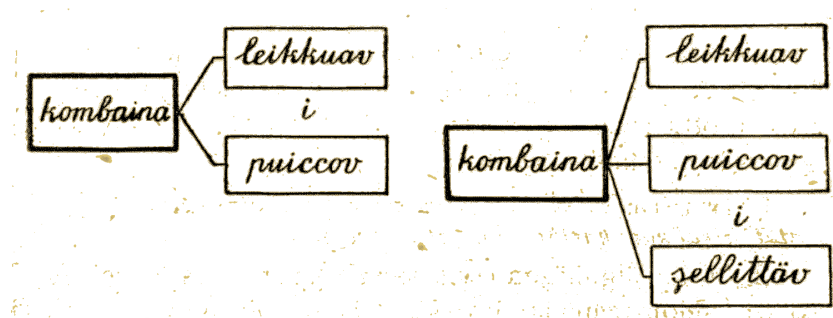 leikkuav
kombaina
i
puiccov
leikkuav
kombaina
puiccov
i
şellittäv